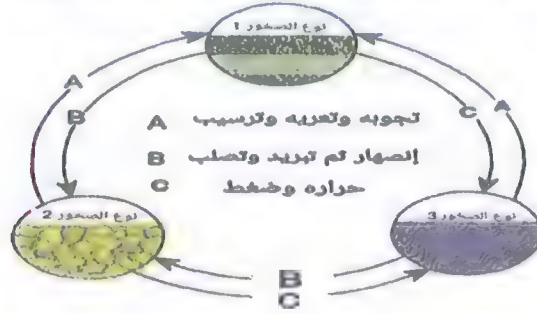 نوع الصخور 1
A
B
C
A
تجويه وتعريه وترسيب A
إنصهار ثم تبريد وتصلب B
حراره وضغط C
نوع الصخور 2
نوع الصخور 3
B
C